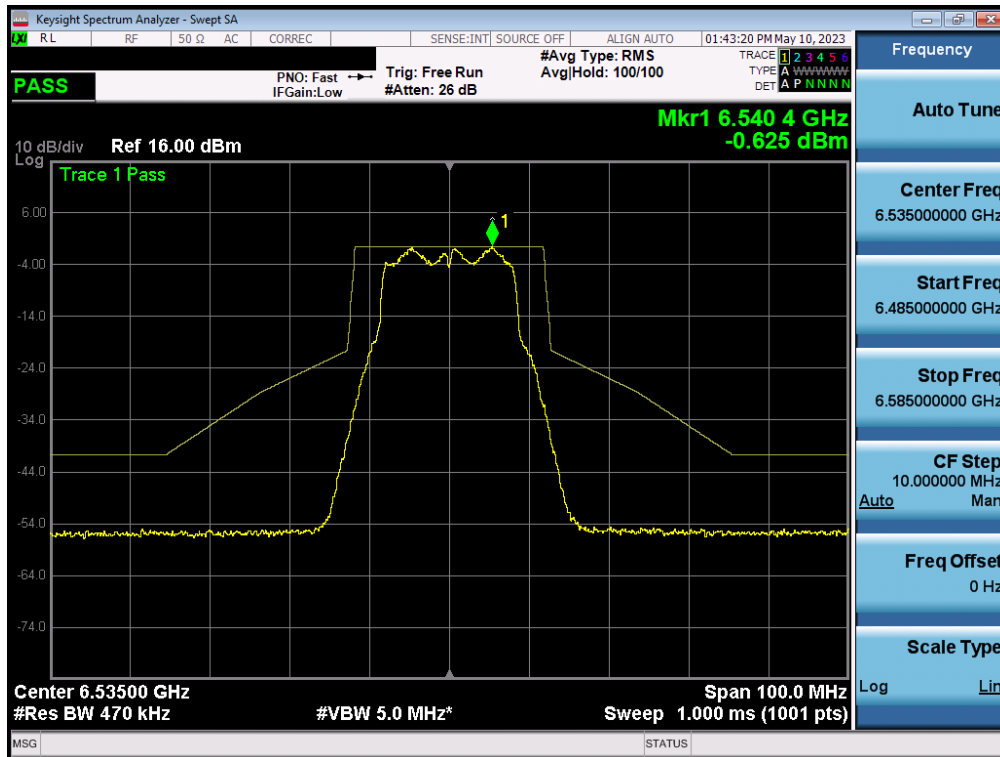 Keysight Spectrum Analyzer - Swept SA
LXI RL RF 50 Ω AC CORREC SENSE:INT SOURCE OFF ALIGN AUTO 01:43:20 PM May 10, 2023
PASS
PNO: Fast
IFGain:Low
Trig: Free Run
#Atten: 26 dB
#Avg Type: RMS
Avg|Hold: 100/100
TRACE 1 2 3 4 5 6
TYPE A WWWWW
DET A P N N N N
Mkr1 6.540 4 GHz
-0.625 dBm
10 dB/div Ref 16.00 dBm
Log
Trace 1 Pass
1
6.00
-4.00
-14.0
-24.0
-34.0
-44.0
-54.0
-64.0
-74.0
Center 6.53500 GHz Span 100.0 MHz
#Res BW 470 kHz #VBW 5.0 MHz* Sweep 1.000 ms (1001 pts)
MSG STATUS
Frequency
Auto Tune
Center Freq
6.535000000 GHz
Start Freq
6.485000000 GHz
Stop Freq
6.585000000 GHz
CF Step
10.000000 MHz
Auto Man
Freq Offset
0 Hz
Scale Type
Log Lin